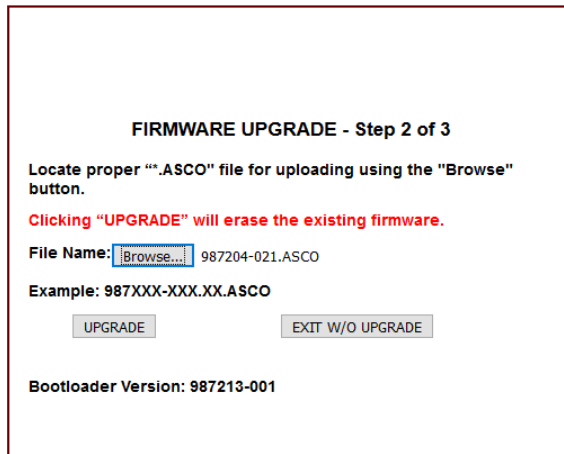 FIRMWARE UPGRADE - Step 2 of 3
Locate proper “*.ASCO" file for uploading using the "Browse"
button.
Clicking “UPGRADE” will erase the existing firmware.
File Name: Browse... 987204-021.ASCO
Example: 987XXX-XXX.XX.ASCO
UPGRADE EXIT W/O UPGRADE
Bootloader Version: 987213-001